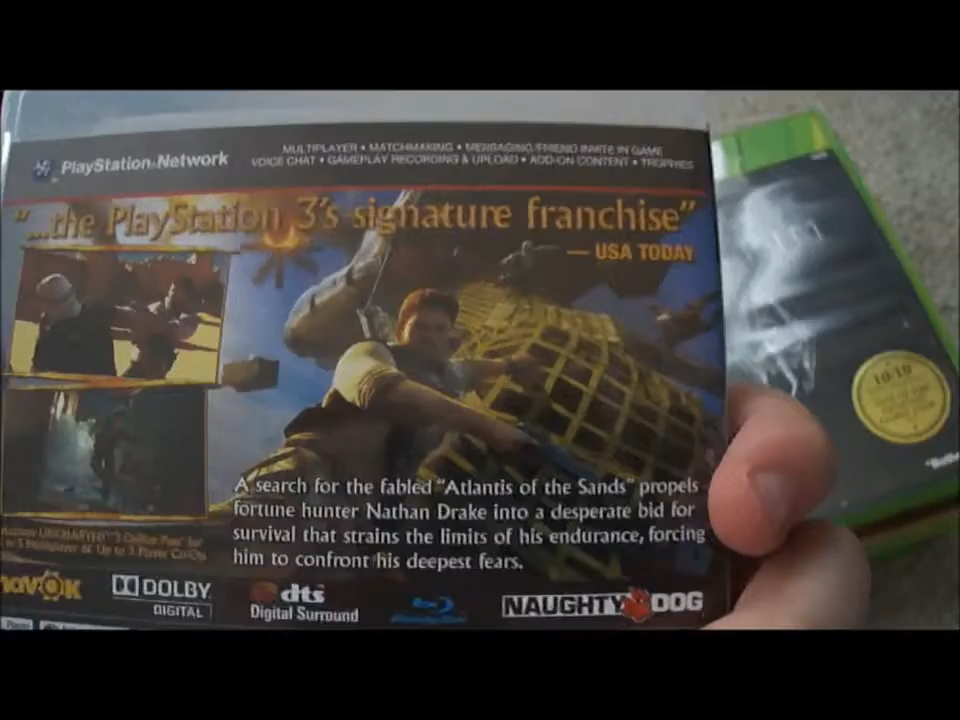 PlayStation Network
MULTIPLAYER • MATCHMAKING • MESSAGING/FRIEND INVITE IN GAME
VOICE CHAT • GAMEPLAY RECORDING & UPLOAD • ADD-ON CONTENT • TROPHIES
"...the PlayStation 3's signature franchise"
— USA TODAY
A search for the fabled "Atlantis of the Sands" propels
fortune hunter Nathan Drake into a desperate bid for
survival that strains the limits of his endurance, forcing
him to confront his deepest fears.
havok
DOLBY
DIGITAL
dts
Digital Surround
NAUGHTY DOG